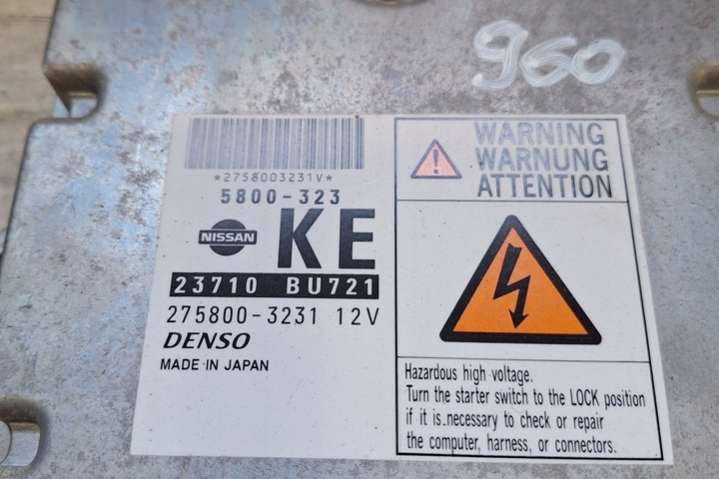 960
*2758003231V*
5800-323
NISSAN
KE
23710 BU721
275800-3231 12V
DENSO
MADE IN JAPAN
WARNING
WARNUNG
ATTENTION
Hazardous high voltage.
Turn the starter switch to the LOCK position
if it is necessary to check or repair
the computer, harness, or connectors.